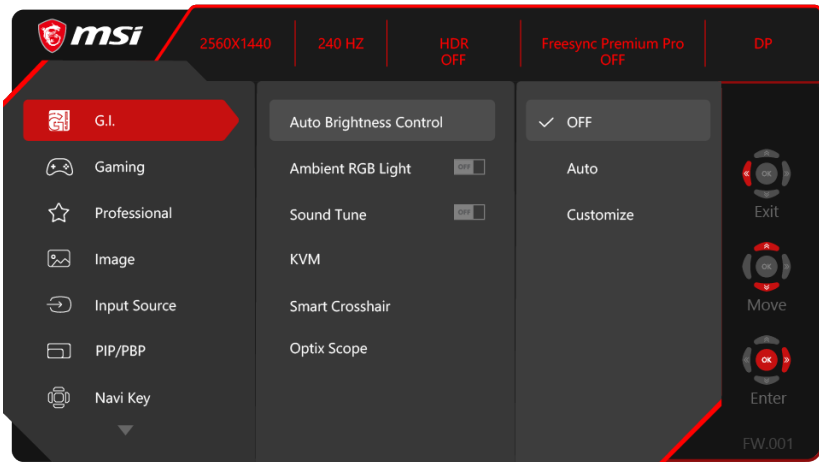 msi
2560X1440
240 HZ
HDR
OFF
Freesync Premium Pro
OFF
DP
G.I.
Gaming
Professional
Image
Input Source
PIP/PBP
Navi Key
Auto Brightness Control
Ambient RGB Light OFF
Sound Tune OFF
KVM
Smart Crosshair
Optix Scope
OFF
Auto
Customize
OK
Exit
OK
Move
OK
Enter
FW.001